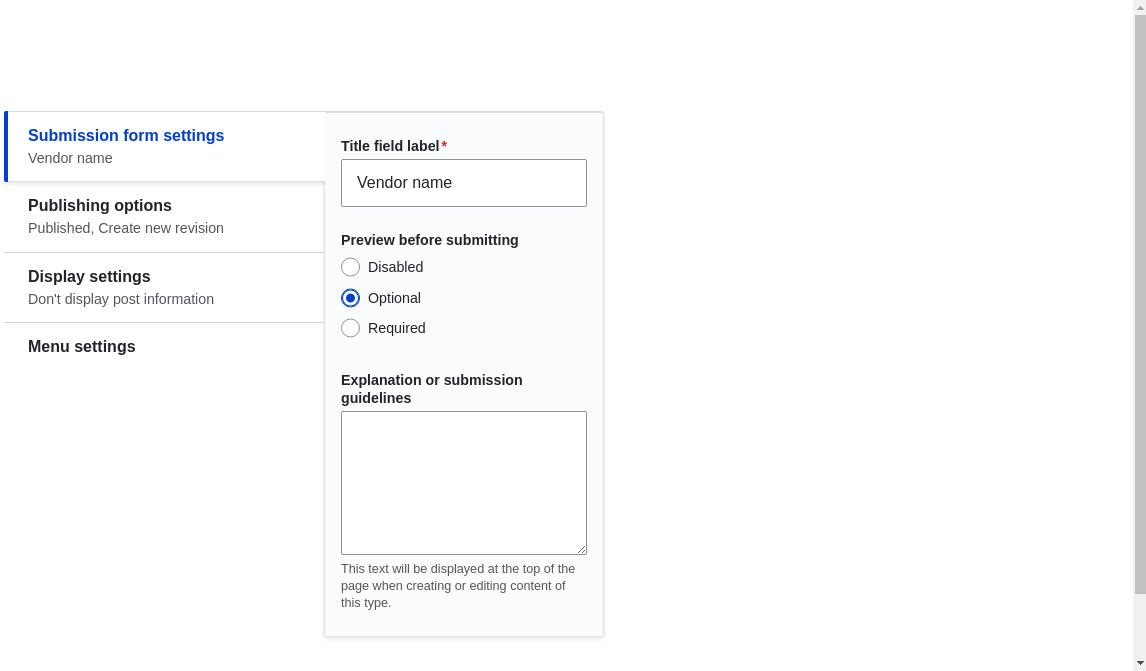 Submission form settings
Vendor name
Publishing options
Published, Create new revision
Display settings
Don't display post information
Menu settings
Title field label*
Vendor name
Preview before submitting
Disabled
Optional
Required
Explanation or submission
guidelines
This text will be displayed at the top of the
page when creating or editing content of
this type.